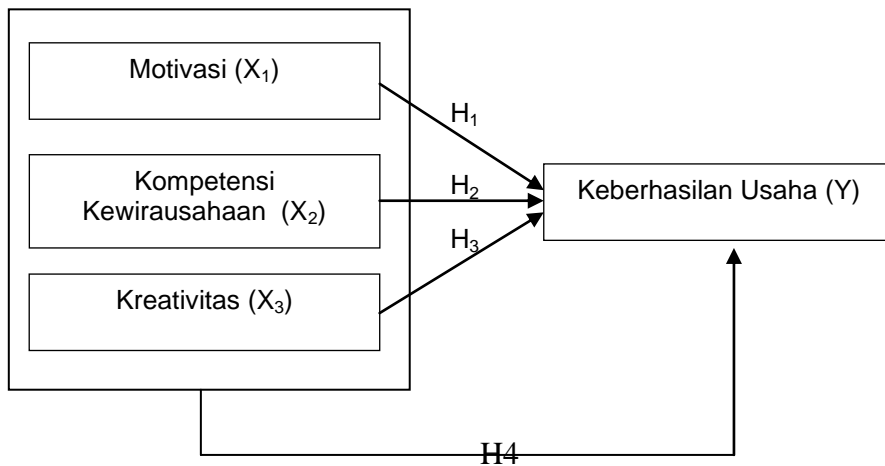 Motivasi (X₁)
H₁
Kompetensi
Kewirausahaan (X₂)
H₂
Keberhasilan Usaha (Y)
H₃
Kreativitas (X₃)
H4